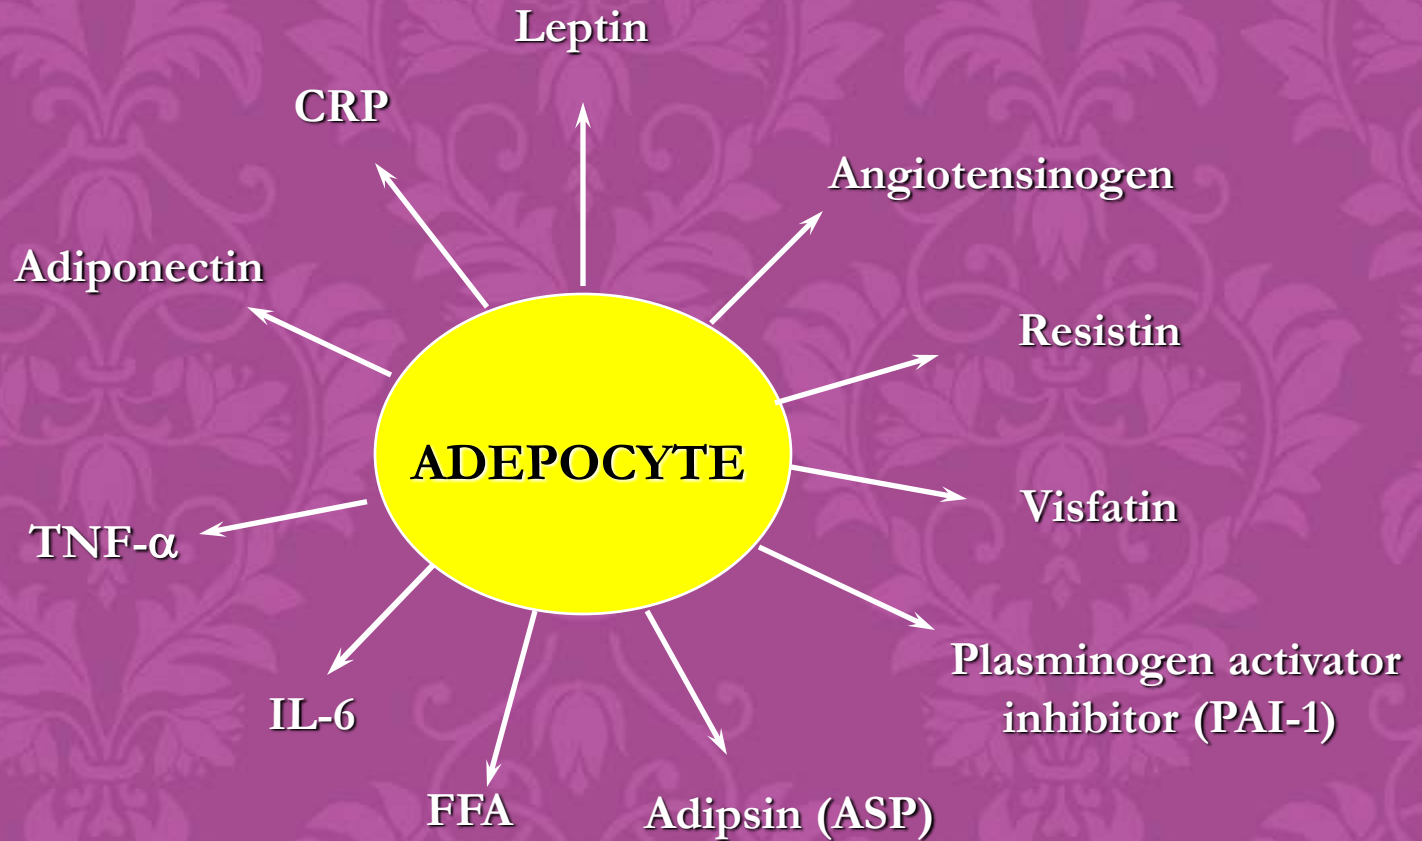 Leptin
CRP
Angiotensinogen
Adiponectin
Resistin
ADEPOCYTE
Visfatin
TNF-α
Plasminogen activator
inhibitor (PAI-1)
IL-6
FFA
Adipsin (ASP)